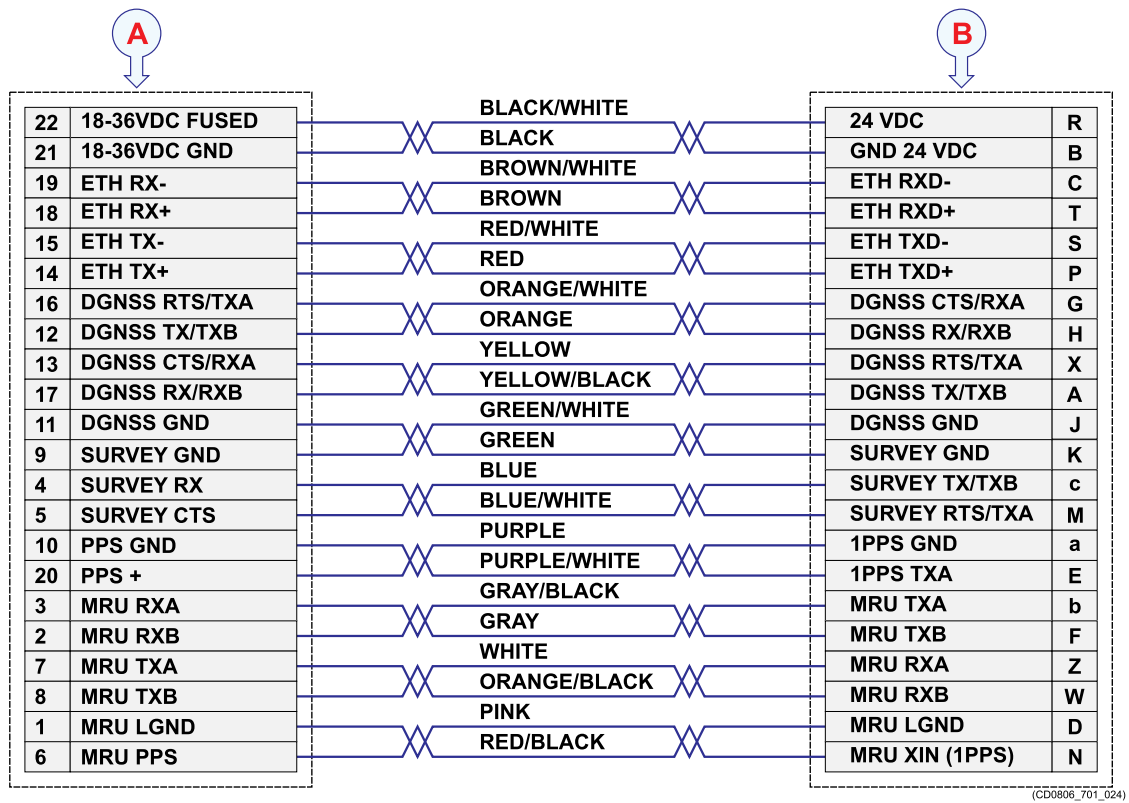 A
B
22 18-36VDC FUSED BLACK/WHITE 24 VDC R
21 18-36VDC GND BLACK GND 24 VDC B
19 ETH RX- BROWN/WHITE ETH RXD- C
18 ETH RX+ BROWN ETH RXD+ T
15 ETH TX- RED/WHITE ETH TXD- S
14 ETH TX+ RED ETH TXD+ P
16 DGNSS RTS/TXA ORANGE/WHITE DGNSS CTS/RXA G
12 DGNSS TX/TXB ORANGE DGNSS RX/RXB H
13 DGNSS CTS/RXA YELLOW DGNSS RTS/TXA X
17 DGNSS RX/RXB YELLOW/BLACK DGNSS TX/TXB A
11 DGNSS GND GREEN/WHITE DGNSS GND J
9 SURVEY GND GREEN SURVEY GND K
4 SURVEY RX BLUE SURVEY TX/TXB c
5 SURVEY CTS BLUE/WHITE SURVEY RTS/TXA M
10 PPS GND PURPLE 1PPS GND a
20 PPS + PURPLE/WHITE 1PPS TXA E
3 MRU RXA GRAY/BLACK MRU TXA b
2 MRU RXB GRAY MRU TXB F
7 MRU TXA WHITE MRU RXA Z
8 MRU TXB ORANGE/BLACK MRU RXB W
1 MRU LGND PINK MRU LGND D
6 MRU PPS RED/BLACK MRU XIN (1PPS) N
(CD0806_701_024)